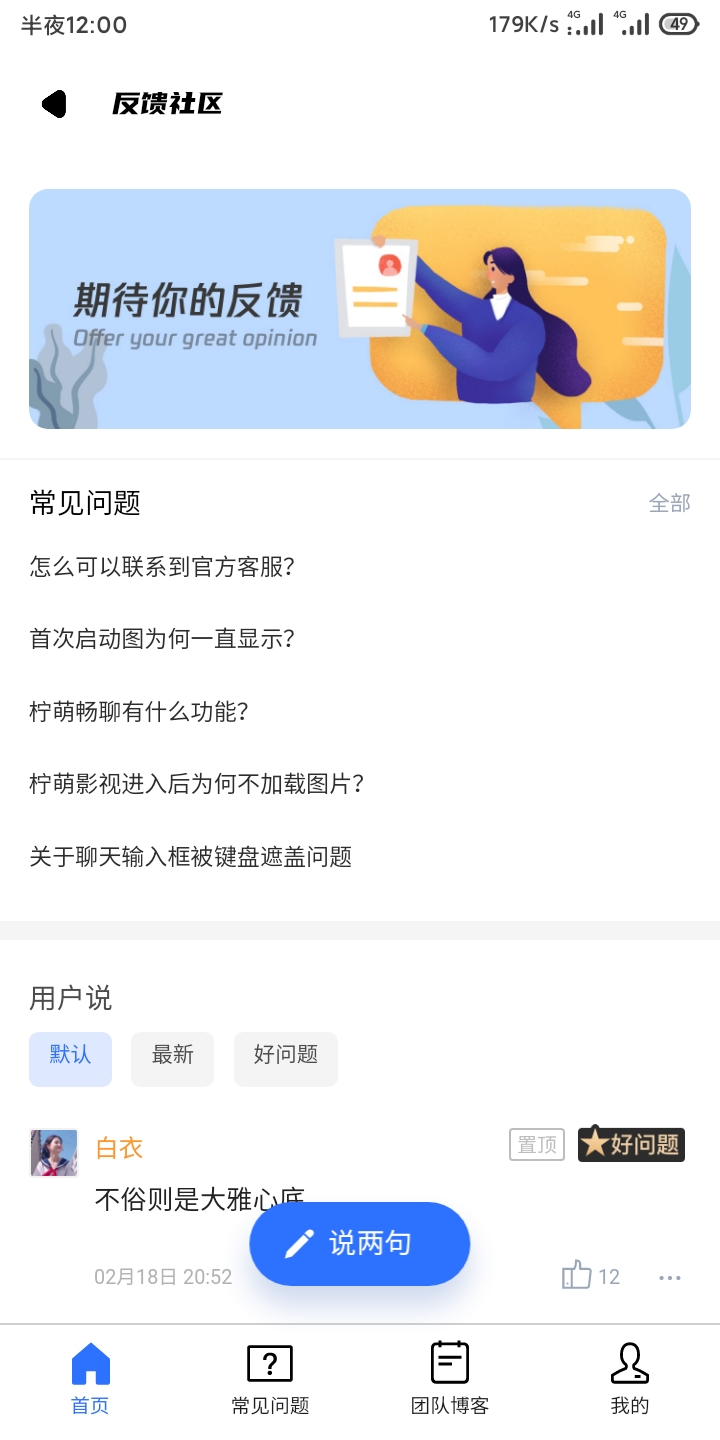 半夜12:00
179K/s 4G 4G 49
反馈社区
期待你的反馈
Offer your great opinion
常见问题
全部
怎么可以联系到官方客服?
首次启动图为何一直显示?
柠萌畅聊有什么功能?
柠萌影视进入后为何不加载图片?
关于聊天输入框被键盘遮盖问题
用户说
默认 最新 好问题
白衣
置顶 好问题
不俗则是大雅心底
说两句
02月18日 20:52
12
首页 常见问题 团队博客 我的